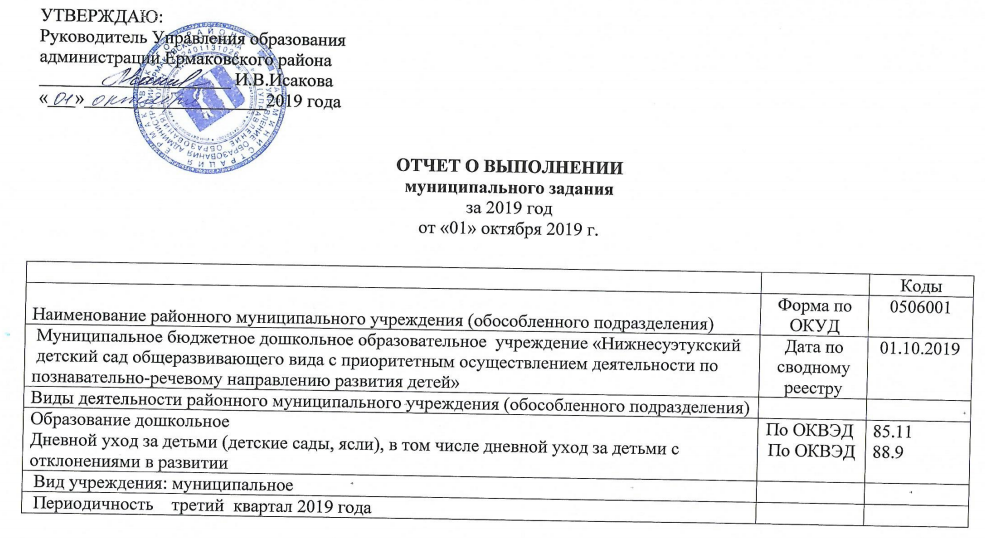 УТВЕРЖДАЮ:
Руководитель Управления образования
администрации Ермаковского района
И.В.Исакова
«01» октября 2019 года
ОТЧЕТ О ВЫПОЛНЕНИИ
муниципального задания
за 2019 год
от «01» октября 2019 г.
Коды
Наименование районного муниципального учреждения (обособленного подразделения)
Форма по
ОКУД
0506001
Муниципальное бюджетное дошкольное образовательное учреждение «Нижнесуэтукский
детский сад общеразвивающего вида с приоритетным осуществлением деятельности по
познавательно-речевому направлению развития детей»
Дата по
сводному
реестру
01.10.2019
Виды деятельности районного муниципального учреждения (обособленного подразделения)
Образование дошкольное
Дневной уход за детьми (детские сады, ясли), в том числе дневной уход за детьми с
отклонениями в развитии
По ОКВЭД
По ОКВЭД
85.11
88.9
Вид учреждения: муниципальное
Периодичность третий квартал 2019 года